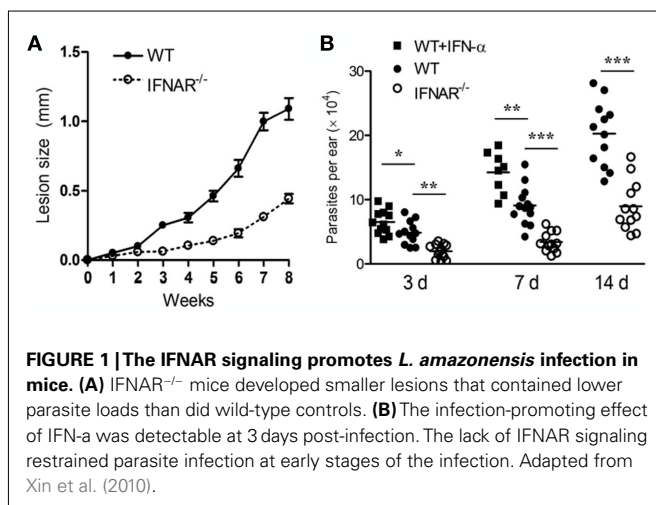 A
WT
IFNAR-/-
Lesion size (mm)
1.5
1.0
0.5
0.0
0 1 2 3 4 5 6 7 8
Weeks
B
WT+IFN-α
WT
IFNAR-/-
Parasites per ear (× 10⁴)
30
20
10
0
*
**
**
***
***
3 d 7 d 14 d
FIGURE 1 | The IFNAR signaling promotes L. amazonensis infection in
mice. (A) IFNAR−/− mice developed smaller lesions that contained lower
parasite loads than did wild-type controls. (B) The infection-promoting effect
of IFN-a was detectable at 3 days post-infection. The lack of IFNAR signaling
restrained parasite infection at early stages of the infection. Adapted from
Xin et al. (2010).